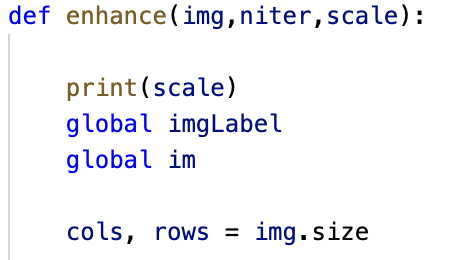 def enhance(img,niter,scale):
print(scale)
global imgLabel
global im
cols, rows = img.size